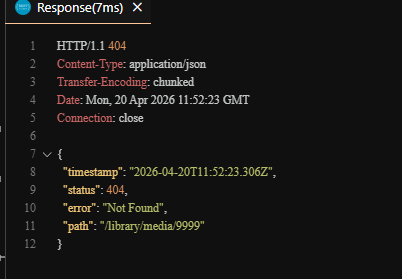 Response(7ms)
1 HTTP/1.1 404
2 Content-Type: application/json
3 Transfer-Encoding: chunked
4 Date: Mon, 20 Apr 2026 11:52:23 GMT
5 Connection: close
6
7 {
8 "timestamp": "2026-04-20T11:52:23.306Z",
9 "status": 404,
10 "error": "Not Found",
11 "path": "/library/media/9999"
12 }